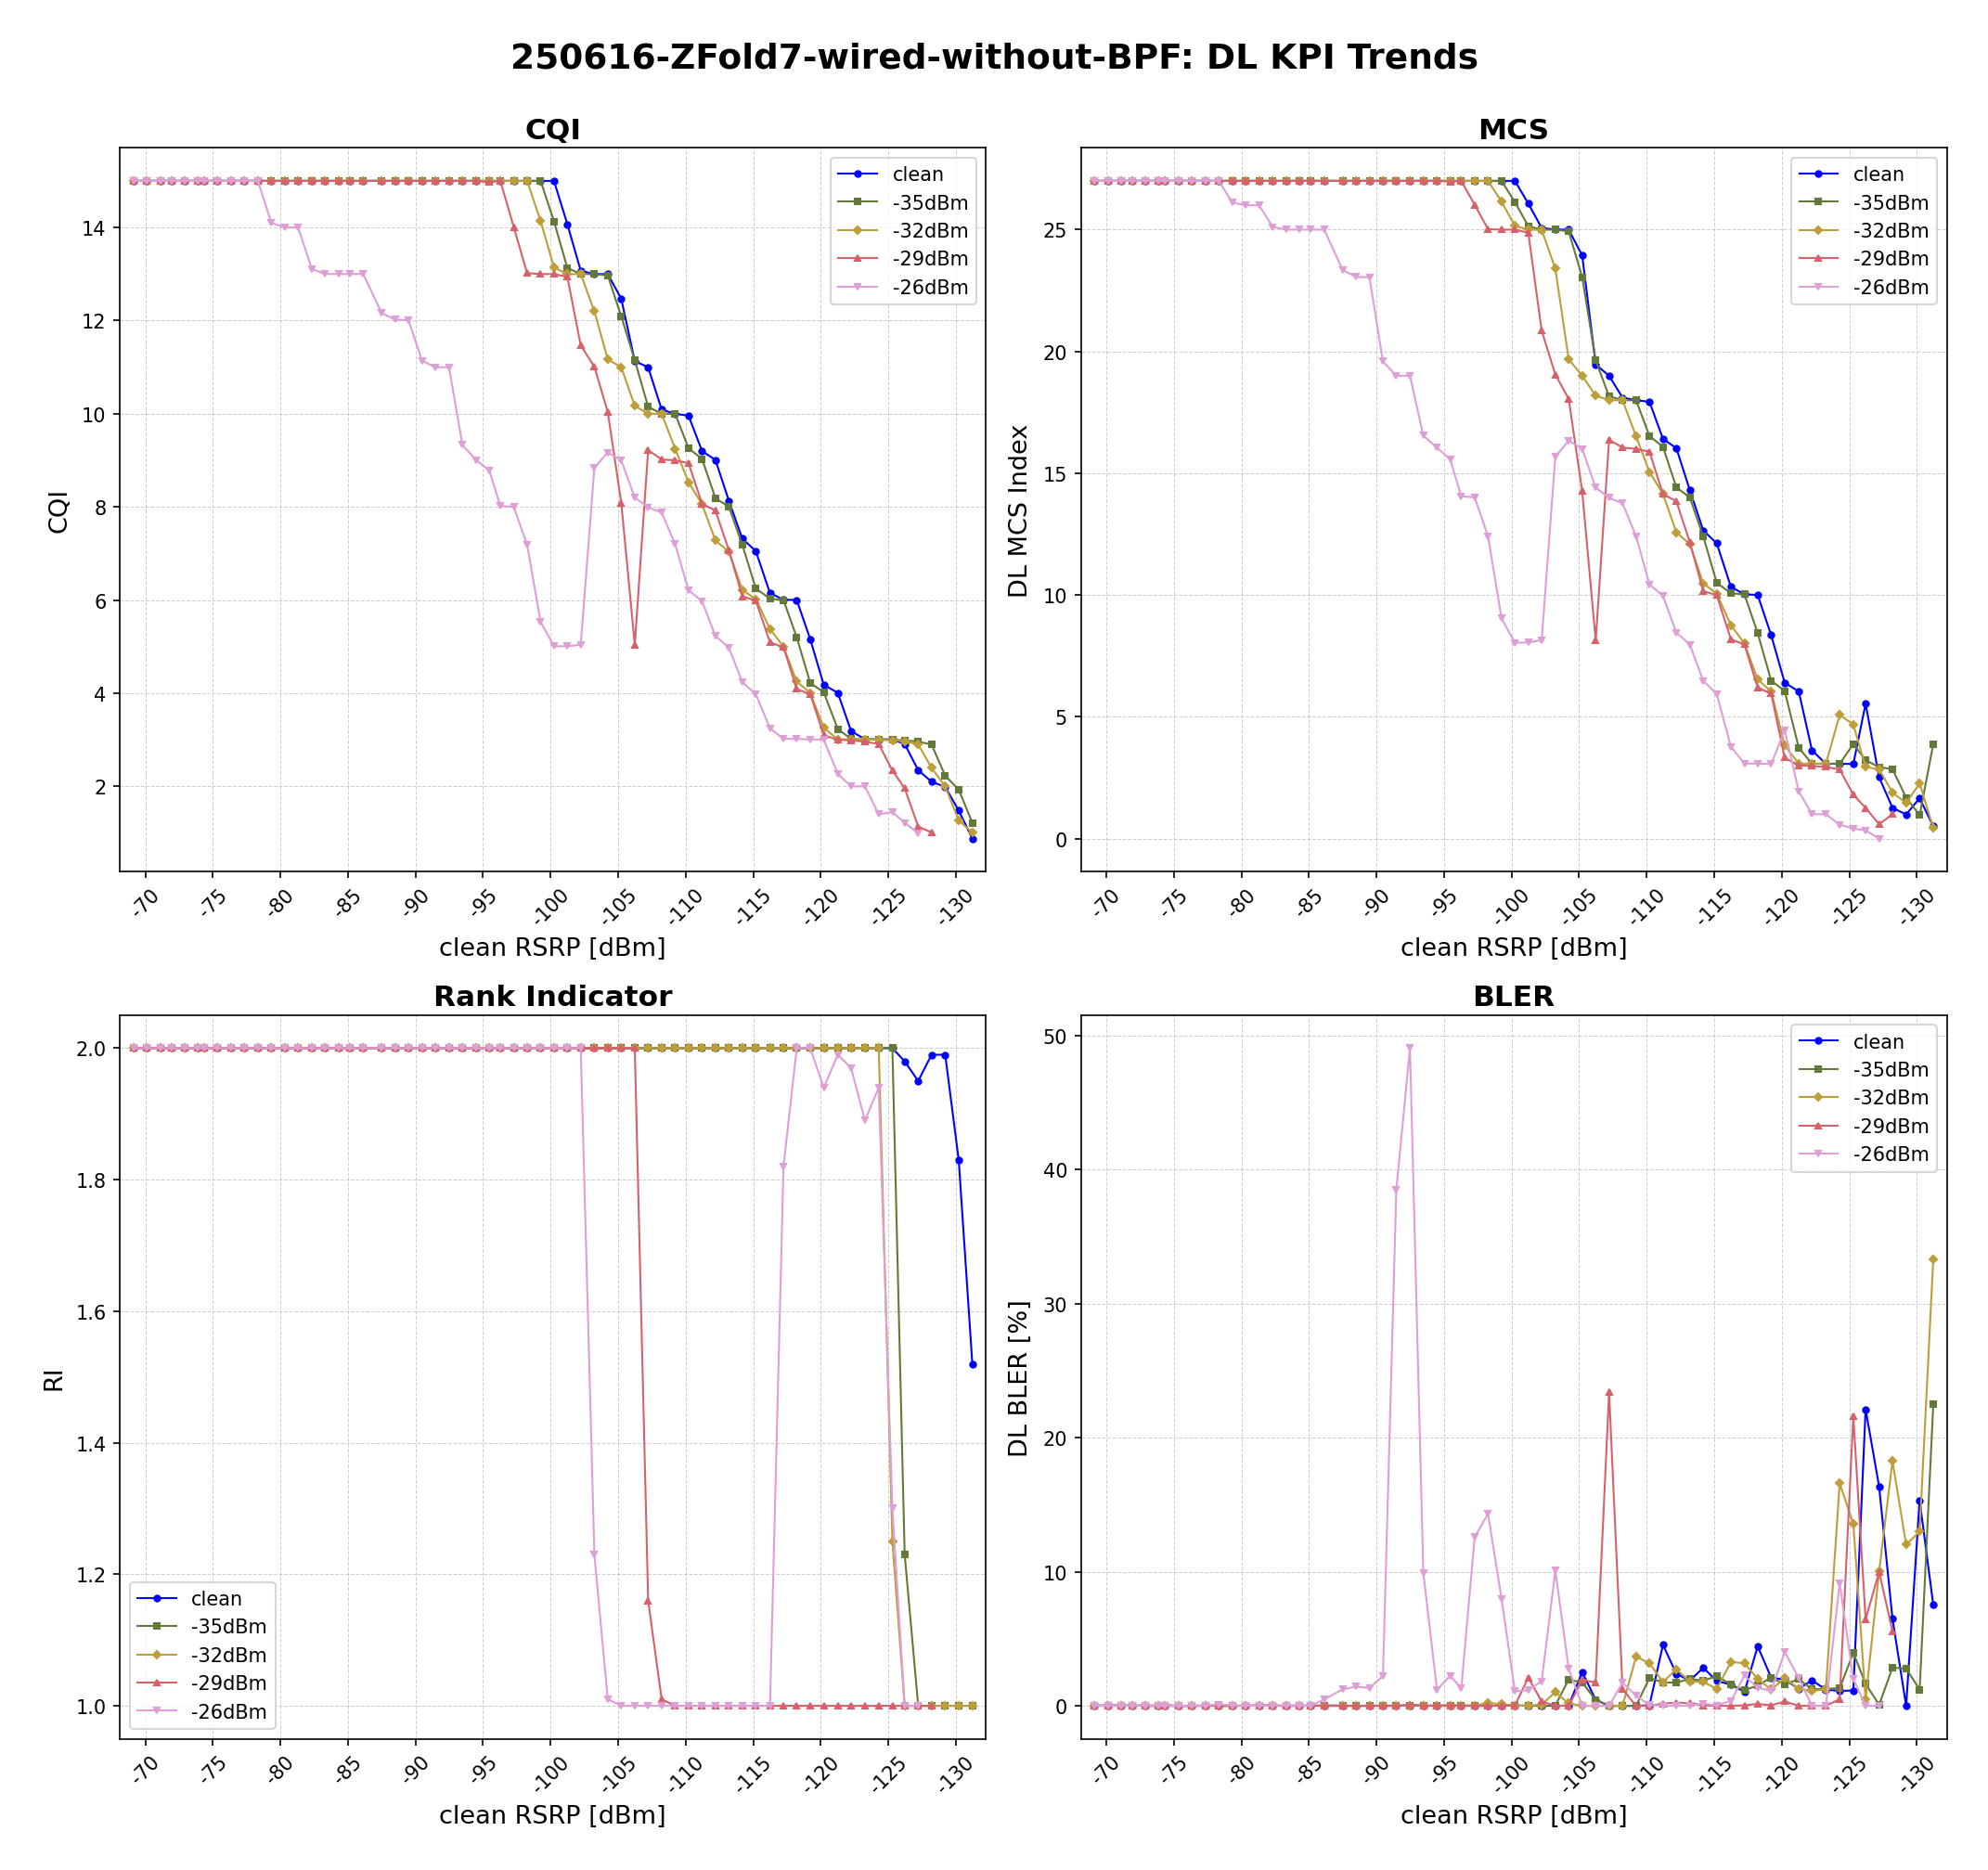 250616-ZFold7-wired-without-BPF: DL KPI Trends
CQI
14
12
10
8
6
4
2
CQI
clean
-35dBm
-32dBm
-29dBm
-26dBm
-70
-75
-80
-85
-90
-95
-100
-105
-110
-115
-120
-125
-130
clean RSRP [dBm]
MCS
25
20
15
10
5
0
DL MCS Index
clean
-35dBm
-32dBm
-29dBm
-26dBm
-70
-75
-80
-85
-90
-95
-100
-105
-110
-115
-120
-125
-130
clean RSRP [dBm]
Rank Indicator
2.0
1.8
1.6
1.4
1.2
1.0
RI
clean
-35dBm
-32dBm
-29dBm
-26dBm
-70
-75
-80
-85
-90
-95
-100
-105
-110
-115
-120
-125
-130
clean RSRP [dBm]
BLER
50
40
30
20
10
0
DL BLER [%]
clean
-35dBm
-32dBm
-29dBm
-26dBm
-70
-75
-80
-85
-90
-95
-100
-105
-110
-115
-120
-125
-130
clean RSRP [dBm]